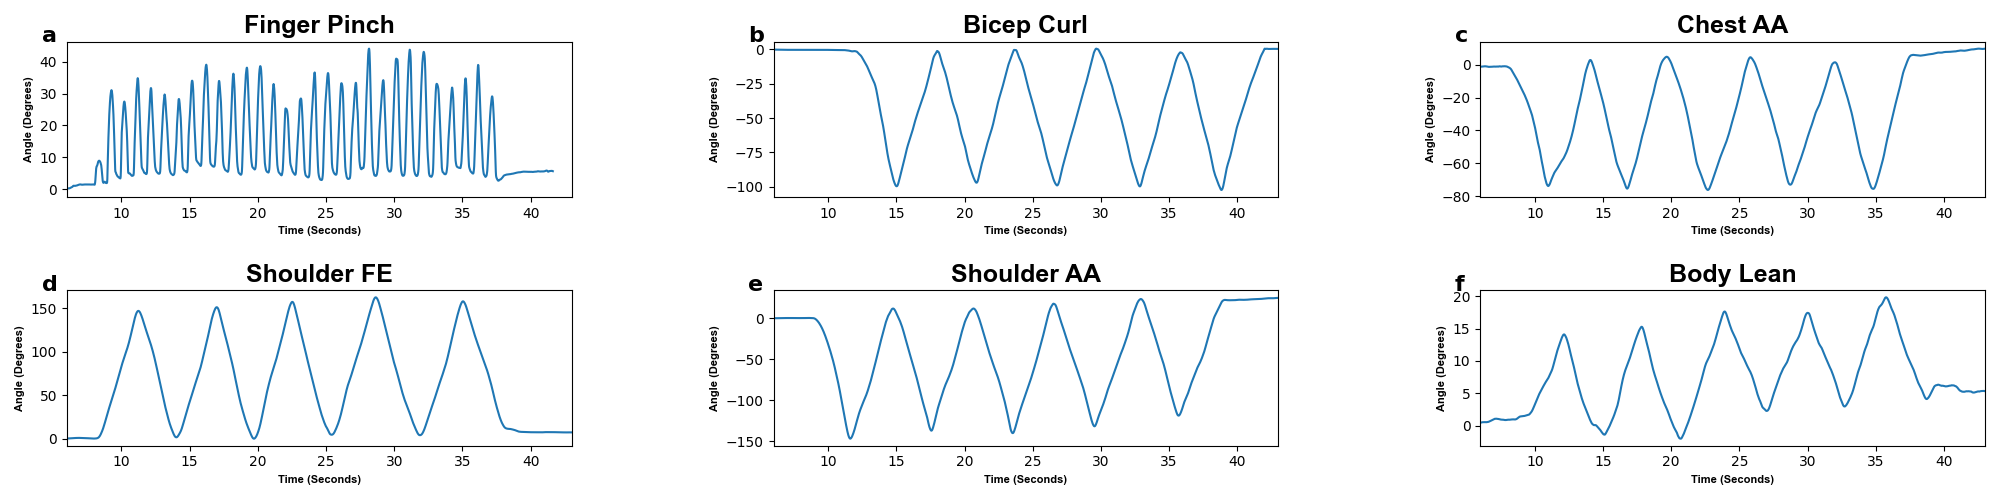 a
Finger Pinch
Angle (Degrees)
40
30
20
10
0
10 15 20 25 30 35 40
Time (Seconds)
b
Bicep Curl
Angle (Degrees)
0
−25
−50
−75
−100
10 15 20 25 30 35 40
Time (Seconds)
c
Chest AA
Angle (Degrees)
0
−20
−40
−60
−80
10 15 20 25 30 35 40
Time (Seconds)
d
Shoulder FE
Angle (Degrees)
150
100
50
0
10 15 20 25 30 35 40
Time (Seconds)
e
Shoulder AA
Angle (Degrees)
0
−50
−100
−150
10 15 20 25 30 35 40
Time (Seconds)
f
Body Lean
Angle (Degrees)
20
15
10
5
0
10 15 20 25 30 35 40
Time (Seconds)